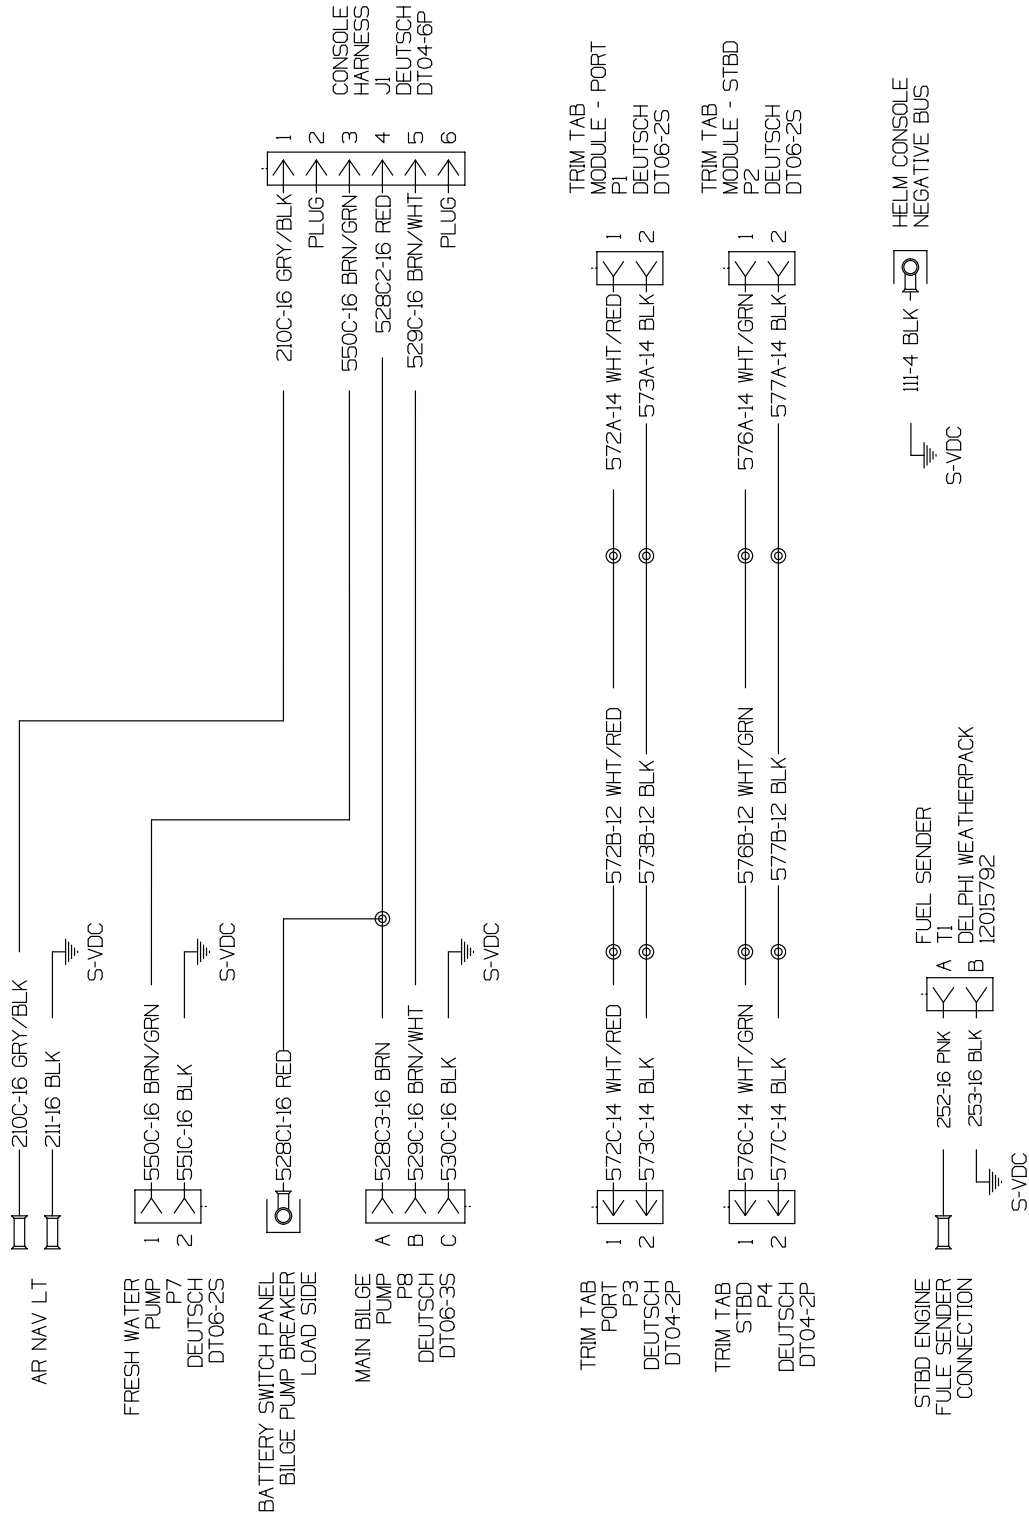 AR NAV LT
210C-16 GRY/BLK
211-16 BLK
S-VDC
FRESH WATER
PUMP
P7
DEUTSCH
DT06-2S
1
2
550C-16 BRN/GRN
551C-16 BLK
S-VDC
BATTERY SWITCH PANEL
BILGE PUMP BREAKER
LOAD SIDE
528C1-16 RED
MAIN BILGE
PUMP
P8
DEUTSCH
DT06-3S
A
B
C
528C3-16 BRN
529C-16 BRN/WHT
530C-16 BLK
S-VDC
210C-16 GRY/BLK
PLUG
550C-16 BRN/GRN
528C2-16 RED
529C-16 BRN/WHT
PLUG
1
2
3
4
5
6
CONSOLE
HARNESS
J1
DEUTSCH
DT04-6P
TRIM TAB
PORT
P3
DEUTSCH
DT04-2P
1
2
572C-14 WHT/RED
573C-14 BLK
572B-12 WHT/RED
573B-12 BLK
572A-14 WHT/RED
573A-14 BLK
1
2
TRIM TAB
MODULE - PORT
P1
DEUTSCH
DT06-2S
TRIM TAB
STBD
P4
DEUTSCH
DT04-2P
1
2
576C-14 WHT/GRN
577C-14 BLK
576B-12 WHT/GRN
577B-12 BLK
576A-14 WHT/GRN
577A-14 BLK
1
2
TRIM TAB
MODULE - STBD
P2
DEUTSCH
DT06-2S
STBD ENGINE
FULE SENDER
CONNECTION
252-16 PNK
253-16 BLK
S-VDC
A
B
FUEL SENDER
T1
DELPHI WEATHERPACK
12015792
S-VDC
111-4 BLK
HELM CONSOLE
NEGATIVE BUS